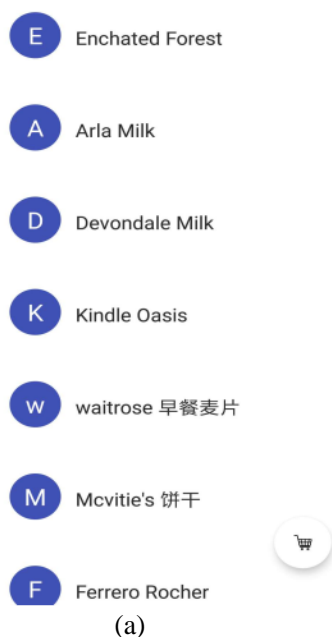 E Enchated Forest
A Arla Milk
D Devondale Milk
K Kindle Oasis
w waitrose 早餐麦片
M Mcvitie's 饼干
F Ferrero Rocher
(a)